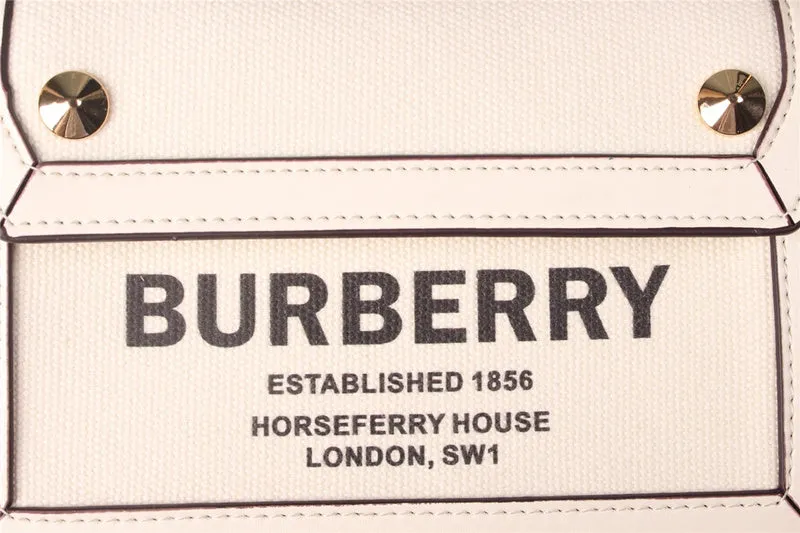 BURBERRY
ESTABLISHED 1856
HORSEFERRY HOUSE
LONDON, SW1